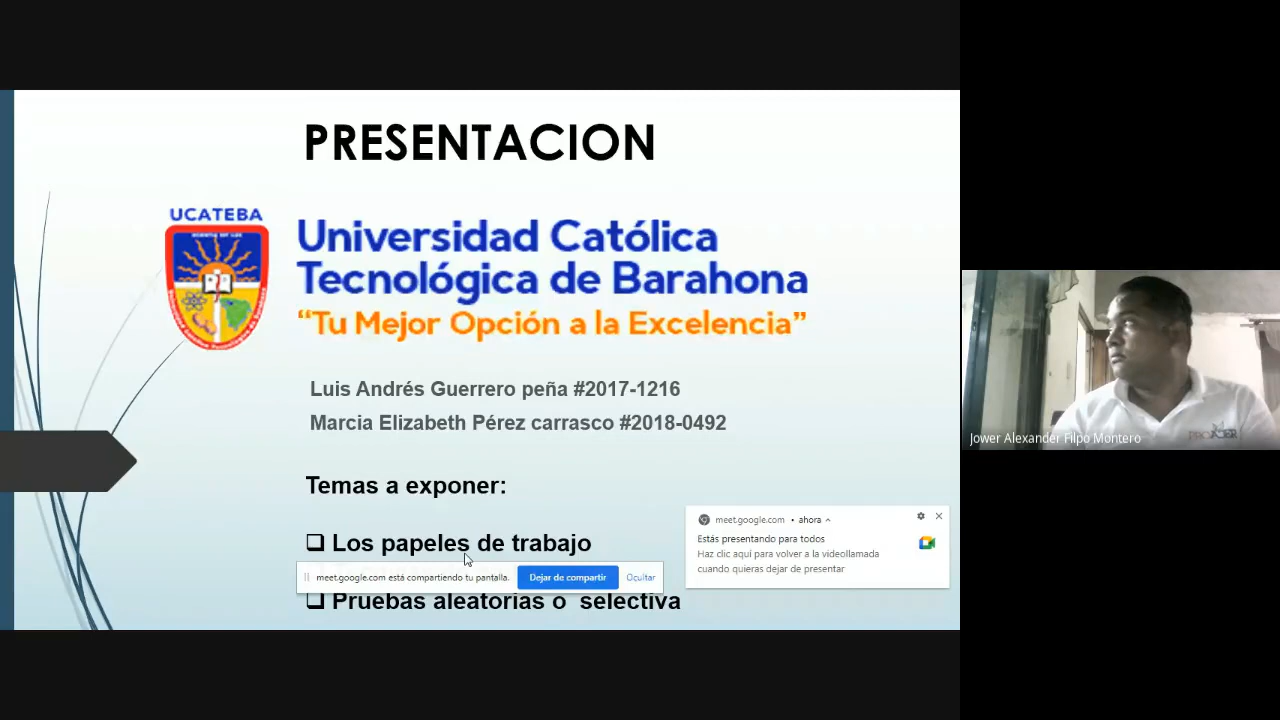 PRESENTACION
UCATEBA
Universidad Católica
Tecnológica de Barahona
“Tu Mejor Opción a la Excelencia”
Luis Andrés Guerrero peña #2017-1216
Marcia Elizabeth Pérez carrasco #2018-0492
Temas a exponer:
❑ Los papeles de trabajo
meet.google.com está compartiendo tu pantalla. Dejar de compartir Ocultar
❑ Pruebas aleatorias o selectiva
meet.google.com • ahora
Estás presentando para todos
Haz clic aquí para volver a la videollamada
cuando quieras dejar de presentar
Jower Alexander Filpo Montero